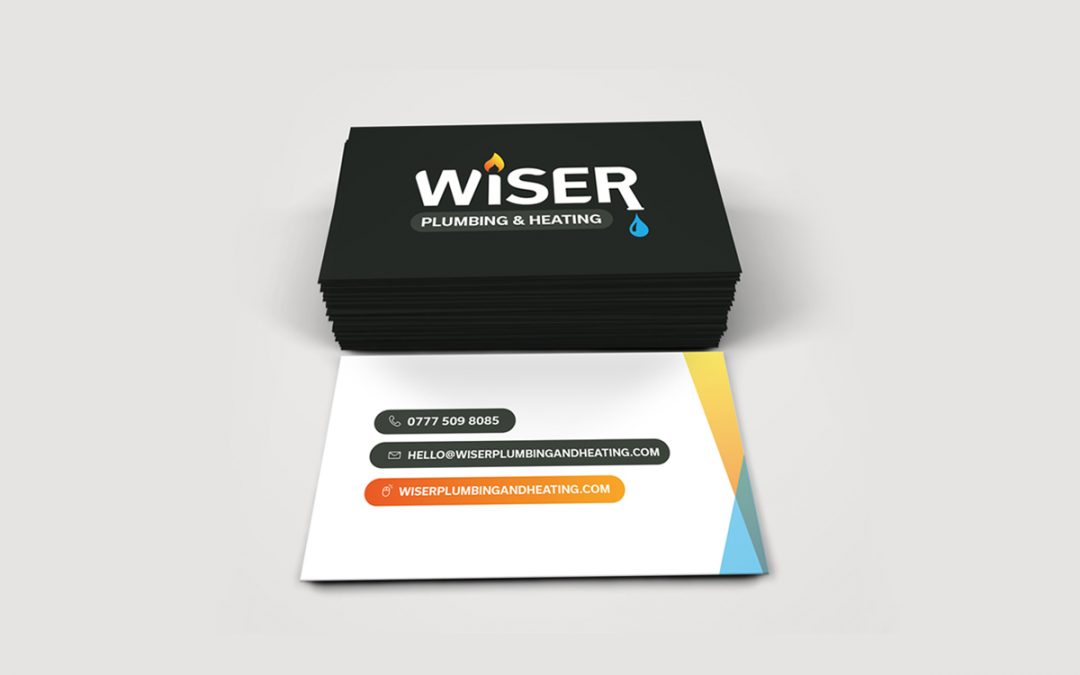 WiSER
PLUMBING & HEATING
0777 509 8085
HELLO@WISERPLUMBINGANDHEATING.COM
WISERPLUMBINGANDHEATING.COM